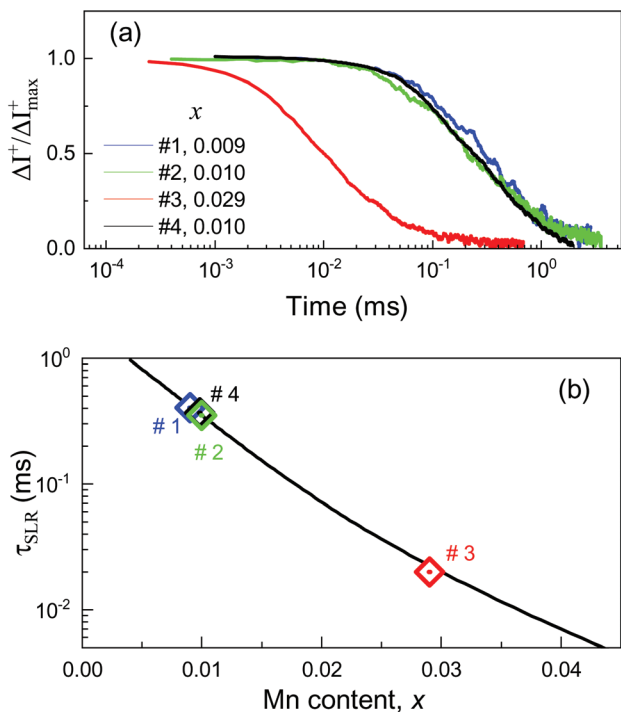 (a)
ΔI⁺/ΔI⁺max
1.0
0.5
0.0
x
#1, 0.009
#2, 0.010
#3, 0.029
#4, 0.010
10⁻⁴ 10⁻³ 10⁻² 10⁻¹ 10⁰
Time (ms)
(b)
τSLR (ms)
10⁰
10⁻¹
10⁻²
# 4
# 1
# 2
# 3
0.00 0.01 0.02 0.03 0.04
Mn content, x